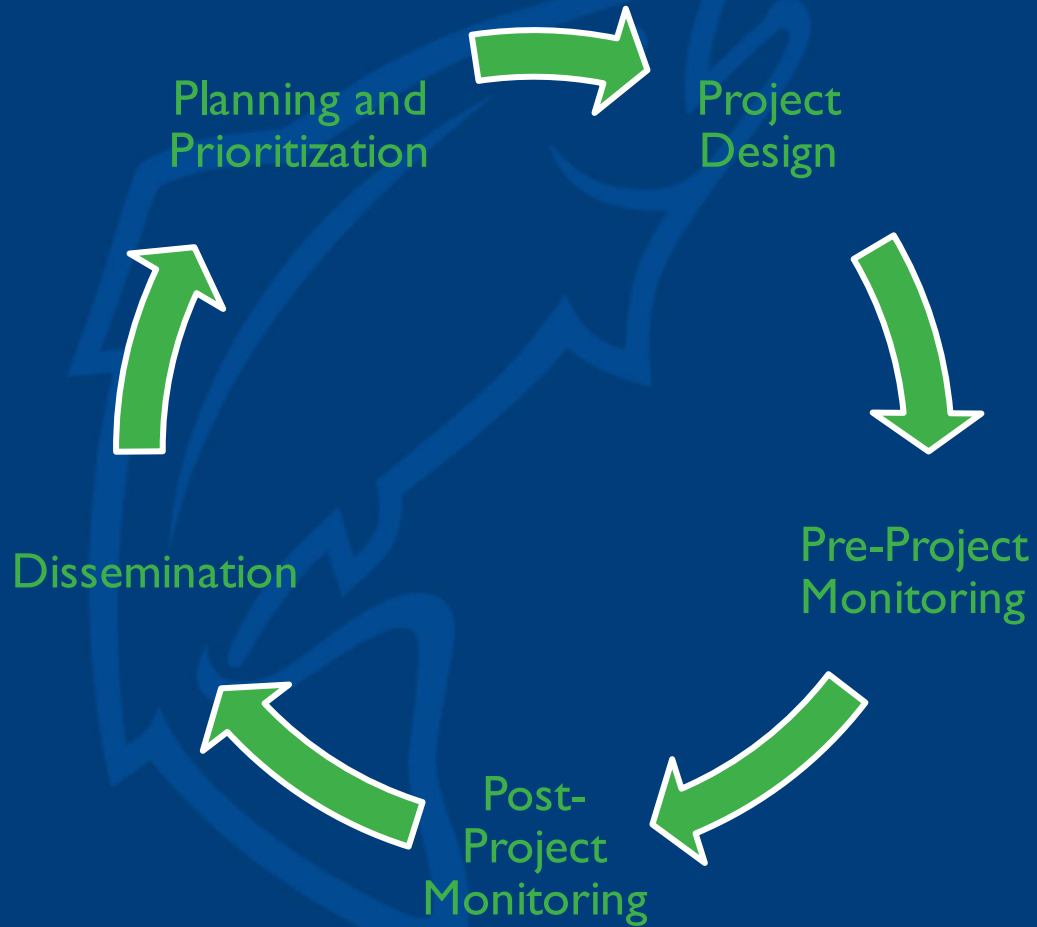 Planning and
Prioritization
Project
Design
Pre-Project
Monitoring
Post-
Project
Monitoring
Dissemination